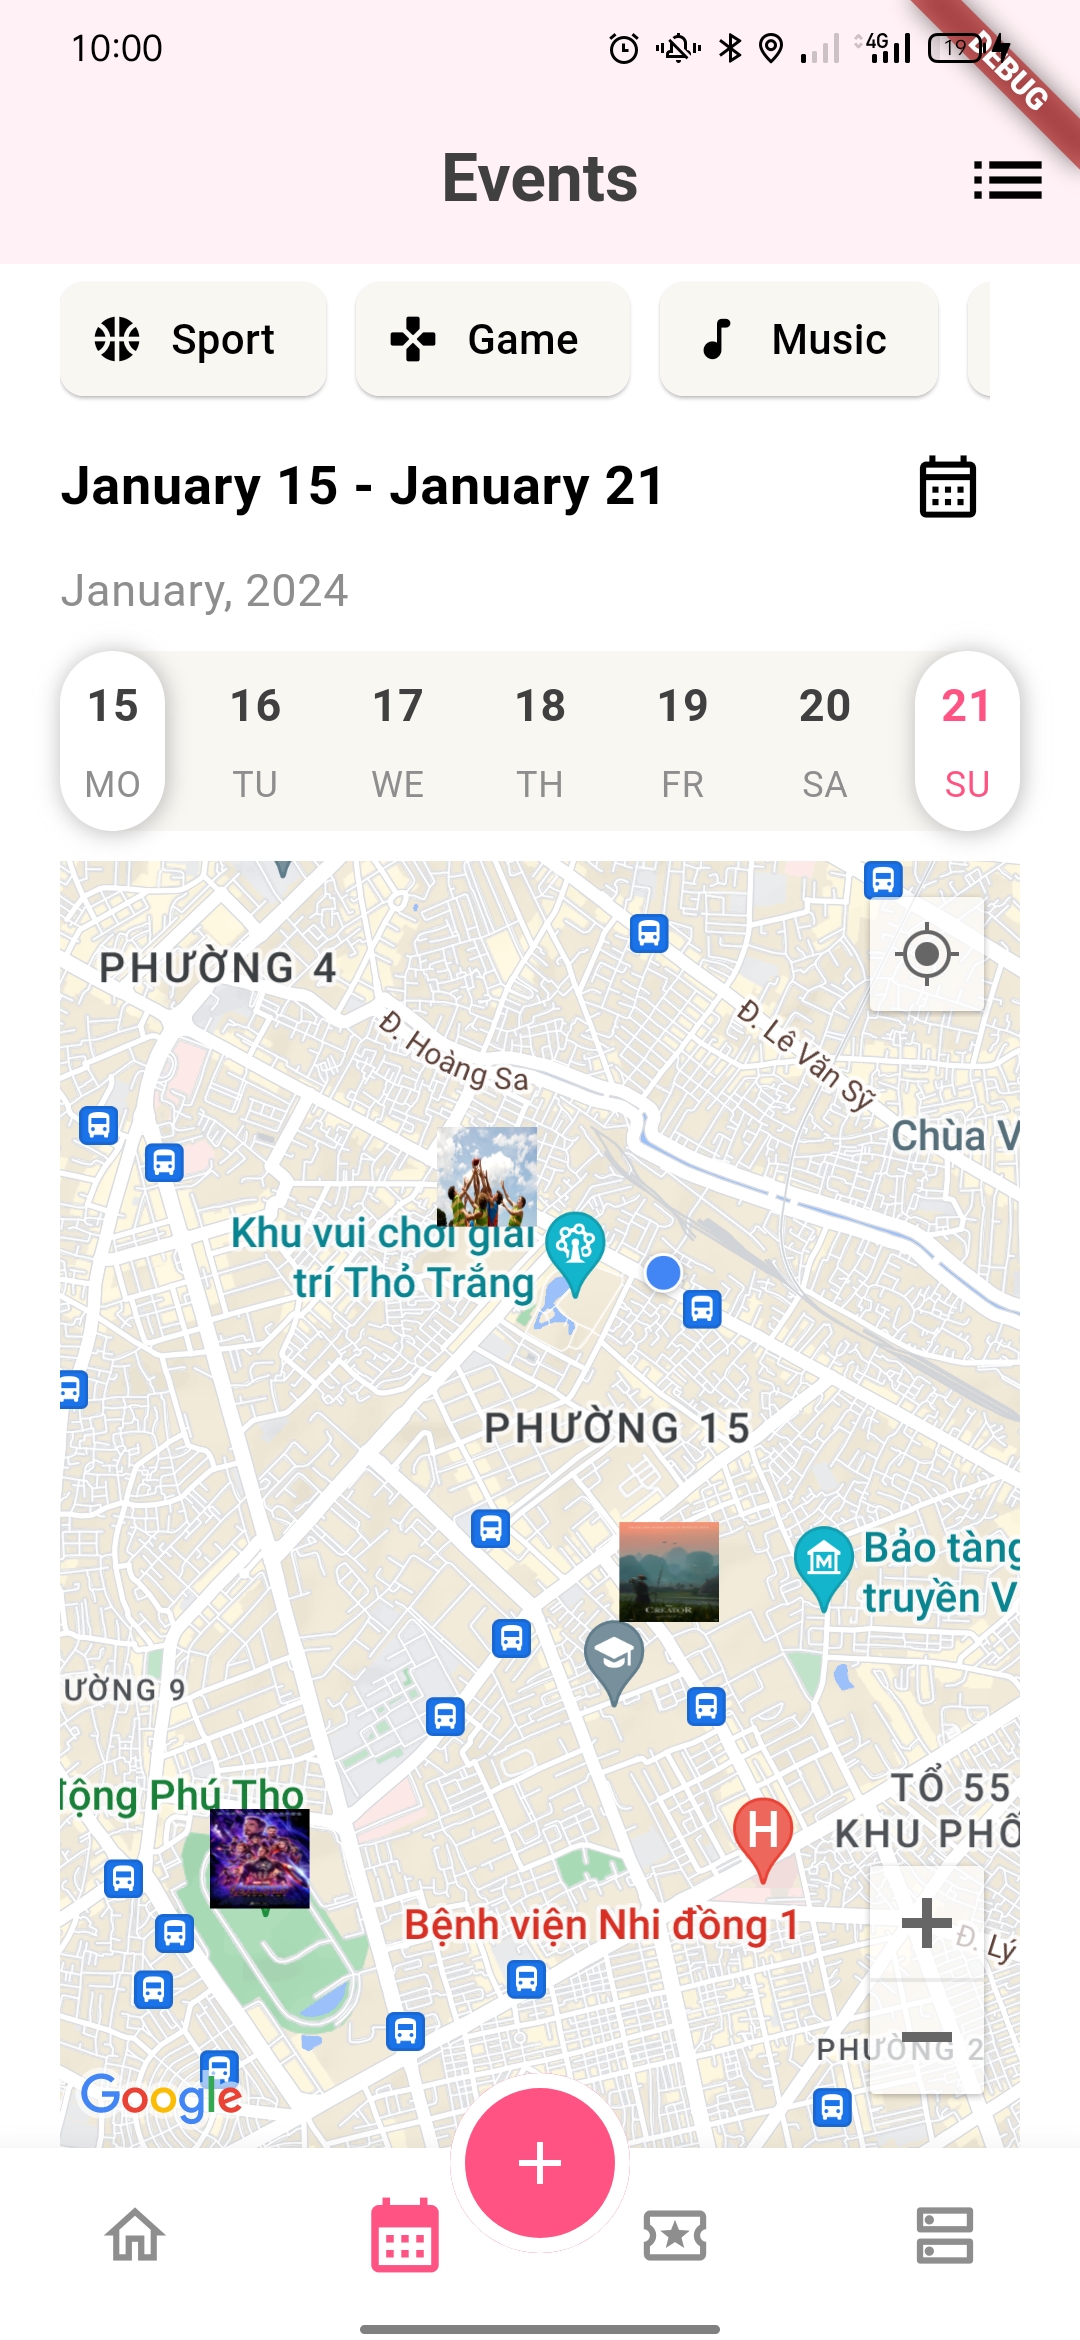 10:00
4G
19
DEBUG
Events
Sport
Game
Music
January 15 - January 21
January, 2024
15 16 17 18 19 20 21
MO TU WE TH FR SA SU
PHƯỜNG 4
Đ. Hoàng Sa
Đ. Lê Văn Sỹ
Chùa V
Khu vui chơi giải
trí Thỏ Trắng
PHƯỜNG 15
CREATOR
Bảo tàng
truyền V
ƯỜNG 9
động Phú Thọ
TỔ 55
KHU PHỐ
H
Bệnh viện Nhi đồng 1
Đ. Lý
PHƯỜNG 2
Google